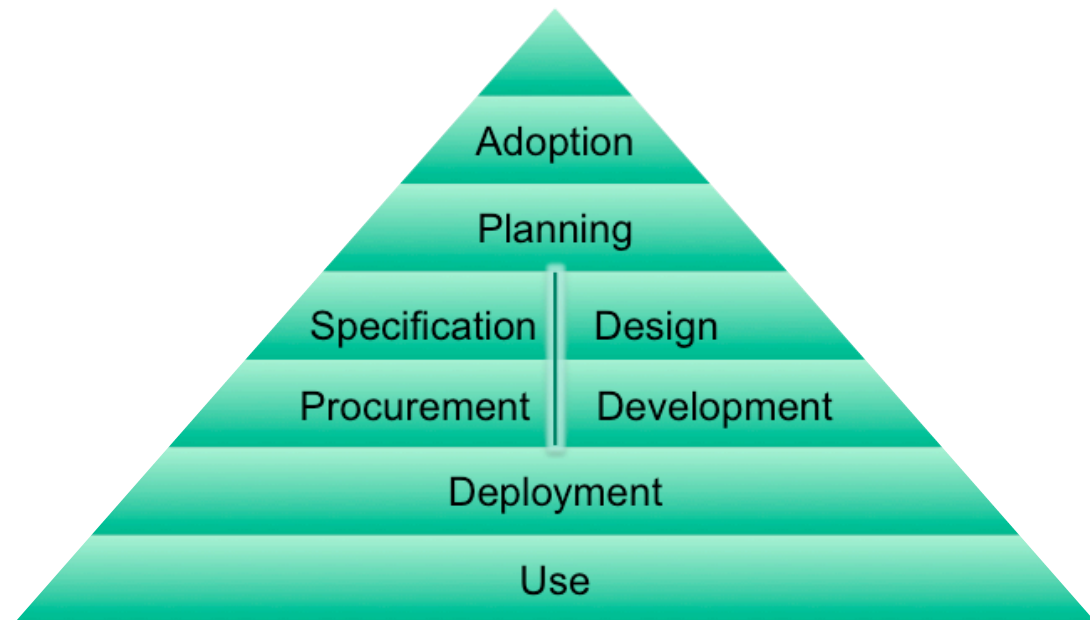 Adoption
Planning
Specification Design
Procurement Development
Deployment
Use